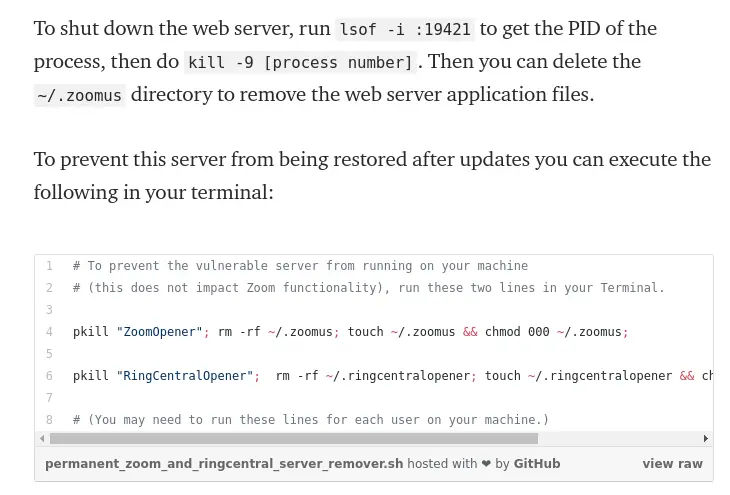 To shut down the web server, run lsof -i :19421 to get the PID of the
process, then do kill -9 [process number]. Then you can delete the
~/.zoomus directory to remove the web server application files.
To prevent this server from being restored after updates you can execute the
following in your terminal:
1 # To prevent the vulnerable server from running on your machine
2 # (this does not impact Zoom functionality), run these two lines in your Terminal.
3
4 pkill "ZoomOpener"; rm -rf ~/.zoomus; touch ~/.zoomus && chmod 000 ~/.zoomus;
5
6 pkill "RingCentralOpener";  rm -rf ~/.ringcentralopener; touch ~/.ringcentralopener && ch
7
8 # (You may need to run these lines for each user on your machine.)
permanent_zoom_and_ringcentral_server_remover.sh hosted with ❤ by GitHub view raw